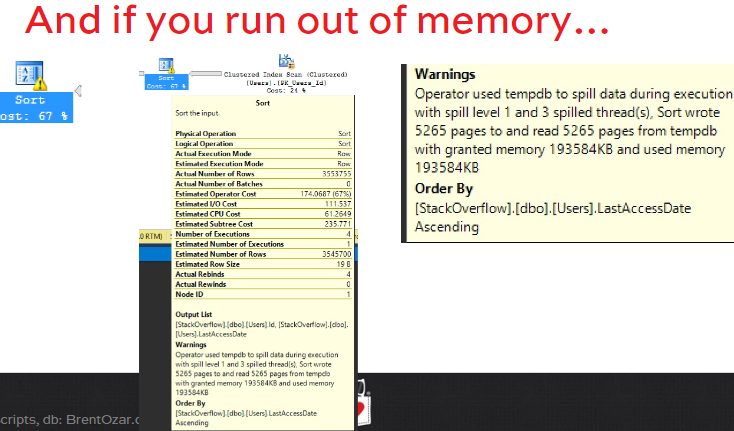 And if you run out of memory...
Sort
ost: 67 %
Sort
Cost: 67 %
Clustered Index Scan (Clustered)
[Users].[PK_Users_Id]
Cost: 24 %
Sort
Sort the input.
Physical Operation Sort
Logical Operation Sort
Actual Execution Mode Row
Estimated Execution Mode Row
Actual Number of Rows 3553755
Actual Number of Batches 0
Estimated Operator Cost 174.0687 (67%)
Estimated I/O Cost 111.537
Estimated CPU Cost 61.2649
Estimated Subtree Cost 235.771
.0 RTM)
Number of Executions 4
Estimated Number of Executions 1
Estimated Number of Rows 3545700
Estimated Row Size 19 B
Actual Rebinds 4
Actual Rewinds 0
Node ID 1
Output List
[StackOverflow].[dbo].[Users].Id, [StackOverflow].[dbo].
[Users].LastAccessDate
Warnings
Operator used tempdb to spill data during execution
with spill level 1 and 3 spilled thread(s), Sort wrote
5265 pages to and read 5265 pages from tempdb
with granted memory 193584KB and used memory
193584KB
Order By
[StackOverflow].[dbo].[Users].LastAccessDate
Ascending
Warnings
Operator used tempdb to spill data during execution
with spill level 1 and 3 spilled thread(s), Sort wrote
5265 pages to and read 5265 pages from tempdb
with granted memory 193584KB and used memory
193584KB
Order By
[StackOverflow].[dbo].[Users].LastAccessDate
Ascending
cripts, db: BrentOzar.c